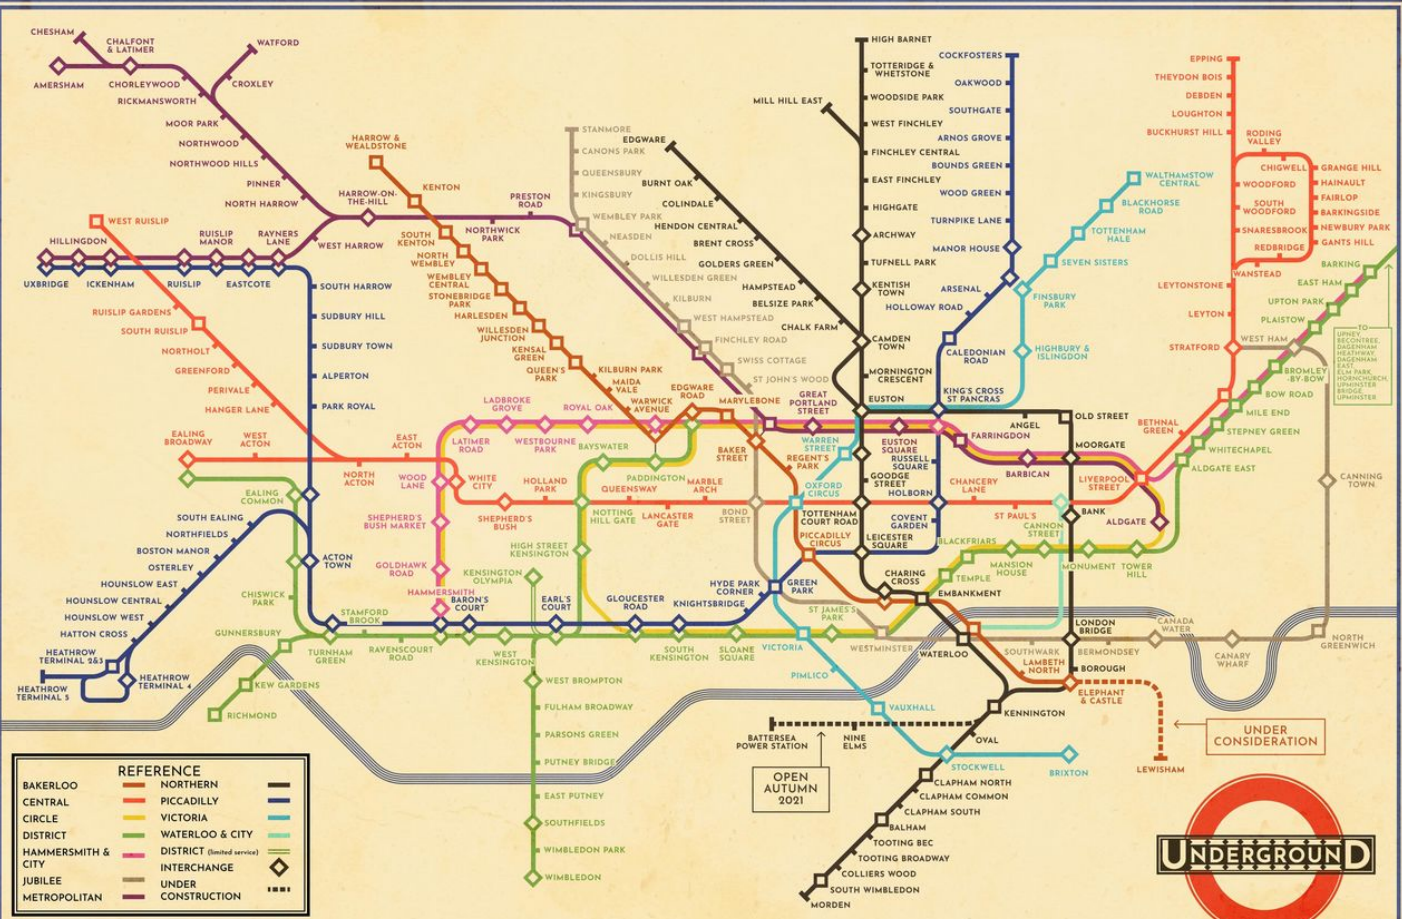 CHESHAM
CHALFONT
& LATIMER
WATFORD
AMERSHAM
CHORLEYWOOD
CROXLEY
RICKMANSWORTH
MOOR PARK
NORTHWOOD
NORTHWOOD HILLS
PINNER
NORTH HARROW
HARROW-ON-
THE-HILL
PRESTON
ROAD
NORTHWICK
PARK
WEST HARROW
HILLINGDON
RUISLIP
MANOR
RAYNERS
LANE
UXBRIDGE
ICKENHAM
RUISLIP
EASTCOTE
WEST RUISLIP
RUISLIP GARDENS
SOUTH RUISLIP
NORTHOLT
GREENFORD
PERIVALE
HANGER LANE
SOUTH HARROW
SUDBURY HILL
SUDBURY TOWN
ALPERTON
PARK ROYAL
HARROW &
WEALDSTONE
KENTON
SOUTH
KENTON
NORTH
WEMBLEY
WEMBLEY
CENTRAL
STONEBRIDGE
PARK
HARLESDEN
WILLESDEN
JUNCTION
KENSAL
GREEN
QUEEN'S
PARK
KILBURN PARK
MAIDA
VALE
WARWICK
AVENUE
EDGWARE
ROAD
MARYLEBONE
STANMORE
CANONS PARK
QUEENSBURY
KINGSBURY
WEMBLEY PARK
NEASDEN
DOLLIS HILL
WILLESDEN GREEN
KILBURN
WEST HAMPSTEAD
FINCHLEY ROAD
SWISS COTTAGE
ST JOHN'S WOOD
EDGWARE
BURNT OAK
COLINDALE
HENDON CENTRAL
BRENT CROSS
GOLDERS GREEN
HAMPSTEAD
BELSIZE PARK
CHALK FARM
MILL HILL EAST
HIGH BARNET
TOTTERIDGE &
WHETSTONE
WOODSIDE PARK
WEST FINCHLEY
FINCHLEY CENTRAL
EAST FINCHLEY
HIGHGATE
ARCHWAY
TUFNELL PARK
KENTISH
TOWN
CAMDEN
TOWN
MORNINGTON
CRESCENT
EUSTON
COCKFOSTERS
OAKWOOD
SOUTHGATE
ARNOS GROVE
BOUNDS GREEN
WOOD GREEN
TURNPIKE LANE
MANOR HOUSE
ARSENAL
HOLLOWAY ROAD
CALEDONIAN
ROAD
KING'S CROSS
ST PANCRAS
WALTHAMSTOW
CENTRAL
BLACKHORSE
ROAD
TOTTENHAM
HALE
SEVEN SISTERS
FINSBURY
PARK
HIGHBURY &
ISLINGDON
EPPING
THEYDON BOIS
DEBDEN
LOUGHTON
BUCKHURST HILL
RODING
VALLEY
CHIGWELL
GRANGE HILL
HAINAULT
FAIRLOP
BARKINGSIDE
NEWBURY PARK
GANTS HILL
WOODFORD
SOUTH
WOODFORD
SNARESBROOK
REDBRIDGE
WANSTEAD
LEYTONSTONE
LEYTON
STRATFORD
WEST HAM
BARKING
EAST HAM
UPTON PARK
PLAISTOW
BROMLEY
-BY-BOW
BOW ROAD
MILE END
STEPNEY GREEN
WHITECHAPEL
ALDGATE EAST
TO
UPNEY,
BECONTREE,
DAGENHAM
HEATHWAY,
DAGENHAM
EAST,
ELM PARK,
HORNCHURCH,
UPMINSTER
BRIDGE,
UPMINSTER
BETHNAL
GREEN
LADBROKE
GROVE
ROYAL OAK
LATIMER
ROAD
WESTBOURNE
PARK
BAYSWATER
PADDINGTON
GREAT
PORTLAND
STREET
BAKER
STREET
REGENT'S
PARK
WARREN
STREET
EUSTON
SQUARE
RUSSELL
SQUARE
FARRINGDON
BARBICAN
ANGEL
OLD STREET
MOORGATE
LIVERPOOL
STREET
EALING
BROADWAY
WEST
ACTON
NORTH
ACTON
EAST
ACTON
WOOD
LANE
WHITE
CITY
HOLLAND
PARK
SHEPHERD'S
BUSH
QUEENSWAY
NOTTING
HILL GATE
LANCASTER
GATE
MARBLE
ARCH
BOND
STREET
OXFORD
CIRCUS
GOODGE
STREET
TOTTENHAM
COURT ROAD
HOLBORN
CHANCERY
LANE
ST PAUL'S
BANK
CANNING
TOWN
EALING
COMMON
SOUTH EALING
NORTHFIELDS
BOSTON MANOR
OSTERLEY
HOUNSLOW EAST
HOUNSLOW CENTRAL
HOUNSLOW WEST
HATTON CROSS
HEATHROW
TERMINAL 2&3
HEATHROW
TERMINAL 4
HEATHROW
TERMINAL 5
ACTON
TOWN
CHISWICK
PARK
GUNNERSBURY
KEW GARDENS
RICHMOND
TURNHAM
GREEN
STAMFORD
BROOK
RAVENSCOURT
ROAD
SHEPHERD'S
BUSH MARKET
GOLDHAWK
ROAD
HAMMERSMITH
BARON'S
COURT
HIGH STREET
KENSINGTON
KENSINGTON
OLYMPIA
WEST
KENSINGTON
EARL'S
COURT
GLOUCESTER
ROAD
SOUTH
KENSINGTON
KNIGHTSBRIDGE
SLOANE
SQUARE
HYDE PARK
CORNER
GREEN
PARK
PICCADILLY
CIRCUS
LEICESTER
SQUARE
COVENT
GARDEN
CHARING
CROSS
EMBANKMENT
ST JAMES'S
PARK
VICTORIA
WESTMINSTER
TEMPLE
BLACKFRIARS
MANSION
HOUSE
CANNON
STREET
MONUMENT
TOWER
HILL
ALDGATE
WATERLOO
SOUTHWARK
LAMBETH
NORTH
LONDON
BRIDGE
BERMONDSEY
CANADA
WATER
CANARY
WHARF
NORTH
GREENWICH
BOROUGH
ELEPHANT
& CASTLE
KENNINGTON
OVAL
PIMLICO
VAUXHALL
STOCKWELL
BRIXTON
BATTERSEA
POWER STATION
NINE
ELMS
OPEN
AUTUMN
2021
UNDER
CONSIDERATION
LEWISHAM
CLAPHAM NORTH
CLAPHAM COMMON
CLAPHAM SOUTH
BALHAM
TOOTING BEC
TOOTING BROADWAY
COLLIERS WOOD
SOUTH WIMBLEDON
MORDEN
WEST BROMPTON
FULHAM BROADWAY
PARSONS GREEN
PUTNEY BRIDGE
EAST PUTNEY
SOUTHFIELDS
WIMBLEDON PARK
WIMBLEDON
REFERENCE
BAKERLOO
CENTRAL
CIRCLE
DISTRICT
HAMMERSMITH &
CITY
JUBILEE
METROPOLITAN
NORTHERN
PICCADILLY
VICTORIA
WATERLOO & CITY
DISTRICT (limited service)
INTERCHANGE
UNDER
CONSTRUCTION
UNDERGROUND